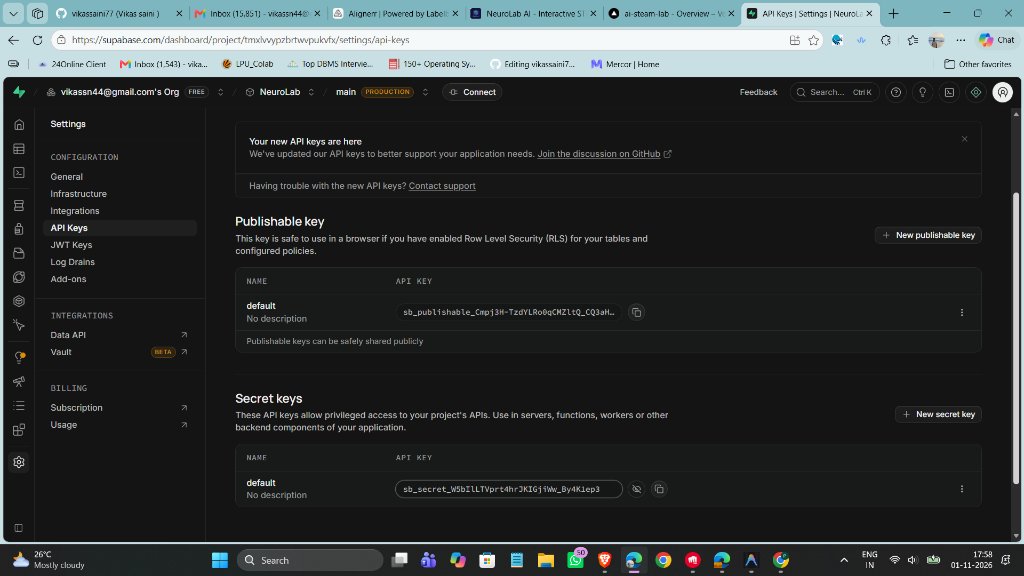 vikassaini77 (Vikas saini )
Inbox (15,851) - vikassn44@
Aiignerr | Powered by Labelb
NeuroLab AI - Interactive ST
ai-steam-lab - Overview – Ve
API Keys | Settings | NeuroLa
https://supabase.com/dashboard/project/tmxlvvypzbrtwvpukvfx/settings/api-keys
Chat
24Online Client
Inbox (1,543) - vika...
LPU_Colab
Top DBMS Intervie...
150+ Operating Sy...
Editing vikassaini7...
Mercor | Home
Other favorites
vikassn44@gmail.com's Org FREE
NeuroLab
main PRODUCTION
Connect
Feedback
Search... Ctrl K
Settings
CONFIGURATION
General
Infrastructure
Integrations
API Keys
JWT Keys
Log Drains
Add-ons
INTEGRATIONS
Data API
Vault BETA
BILLING
Subscription
Usage
Your new API keys are here
We've updated our API keys to better support your application needs. Join the discussion on GitHub
Having trouble with the new API keys? Contact support
Publishable key
This key is safe to use in a browser if you have enabled Row Level Security (RLS) for your tables and
configured policies.
New publishable key
NAME API KEY
default
No description
Publishable keys can be safely shared publicly
Secret keys
These API keys allow privileged access to your project's APIs. Use in servers, functions, workers or other
backend components of your application.
New secret key
NAME API KEY
default
No description
26°C
Mostly cloudy
Search
50
ENG
IN
17:58
01-11-2026